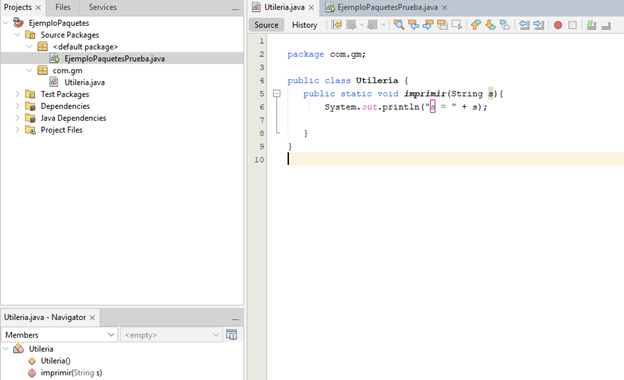 Projects × Files Services
EjemploPaquetes
Source Packages
<default package>
EjemploPaquetesPrueba.java
com.gm
Utileria.java
Test Packages
Dependencies
Java Dependencies
Project Files
Utileria.java - Navigator ×
Members <empty>
Utileria
Utileria()
imprimir(String s)
Utileria.java × EjemploPaquetesPrueba.java ×
Source History
1
2 package com.gm;
3
4 public class Utileria {
5 public static void imprimir(String s){
6 System.out.println("s = " + s);
7
8 }
9 }
10